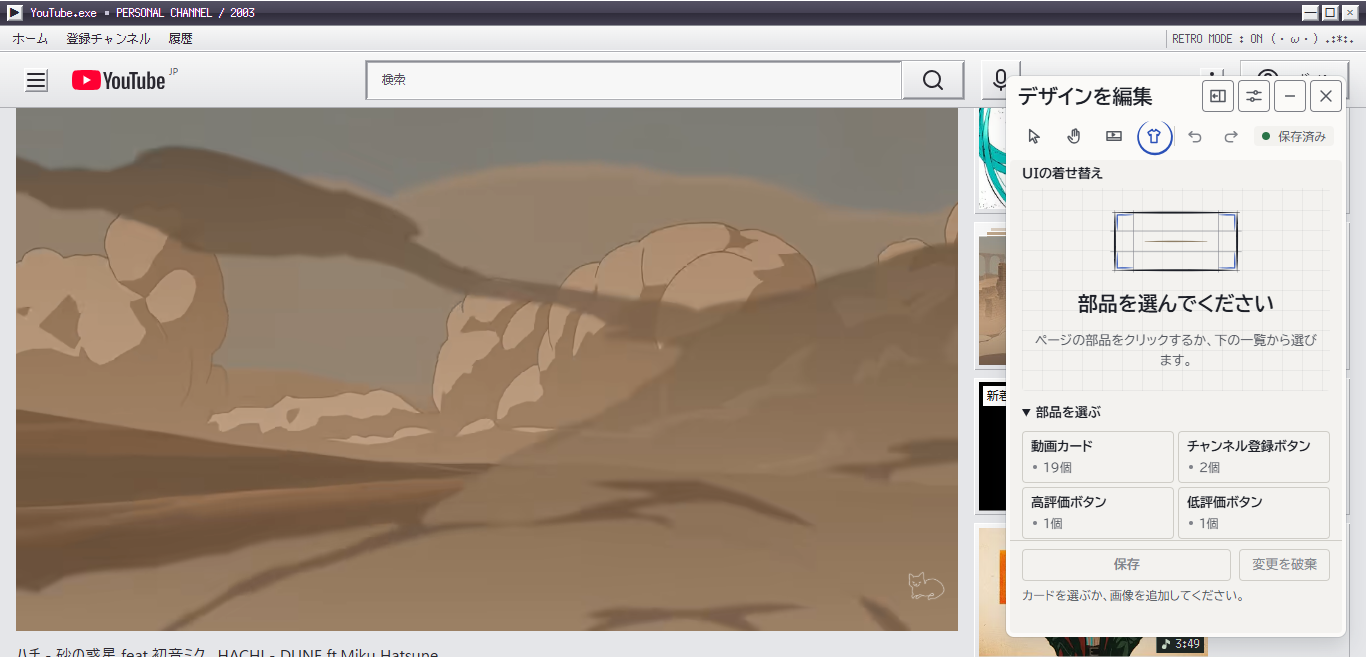 YouTube.exe ▪ PERSONAL CHANNEL / 2003
ホーム 登録チャンネル 履歴
RETRO MODE : ON (・ω・) .:*:.
YouTube JP
検索
デザインを編集
保存済み
UIの着せ替え
部品を選んでください
ページの部品をクリックするか、下の一覧から選び
ます。
▼ 部品を選ぶ
動画カード
• 19個
チャンネル登録ボタン
• 2個
高評価ボタン
• 1個
低評価ボタン
• 1個
保存
変更を破棄
カードを選ぶか、画像を追加してください。
新着
3:49
ハチ - 砂の惑星 feat.初音ミク , HACHI - DUNE ft.Miku Hatsune